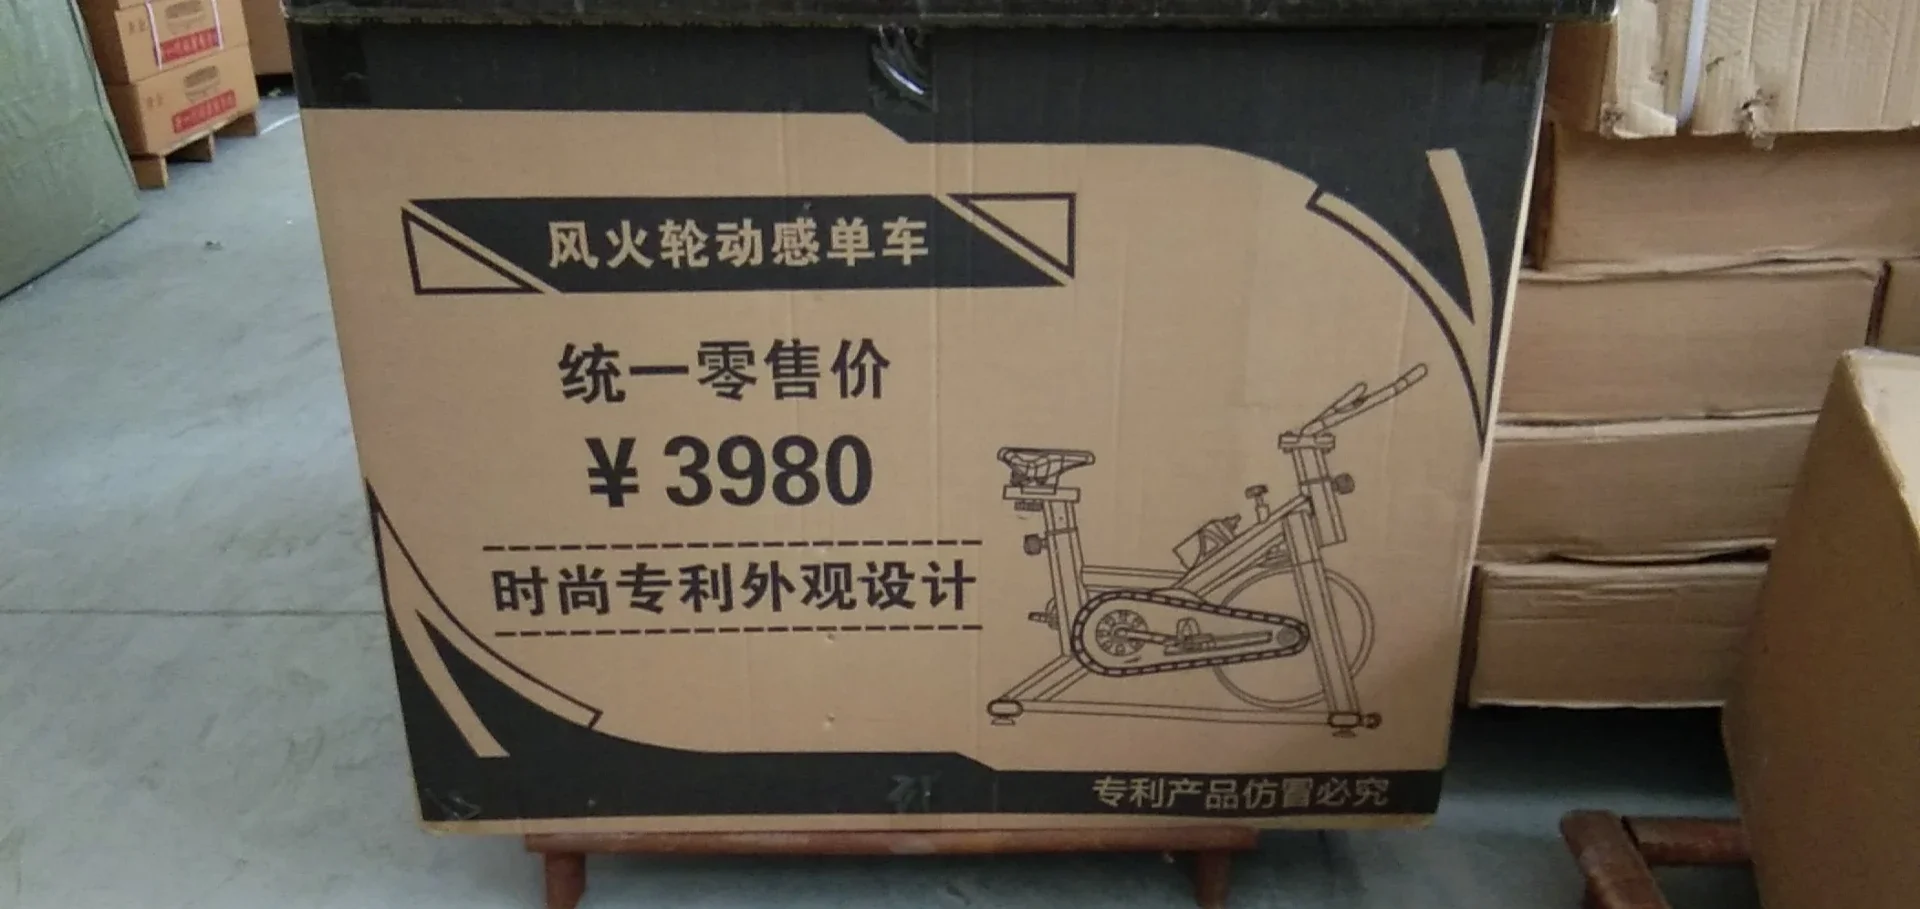 风火轮动感单车
统一零售价
¥3980
时尚专利外观设计
专利产品仿冒必究